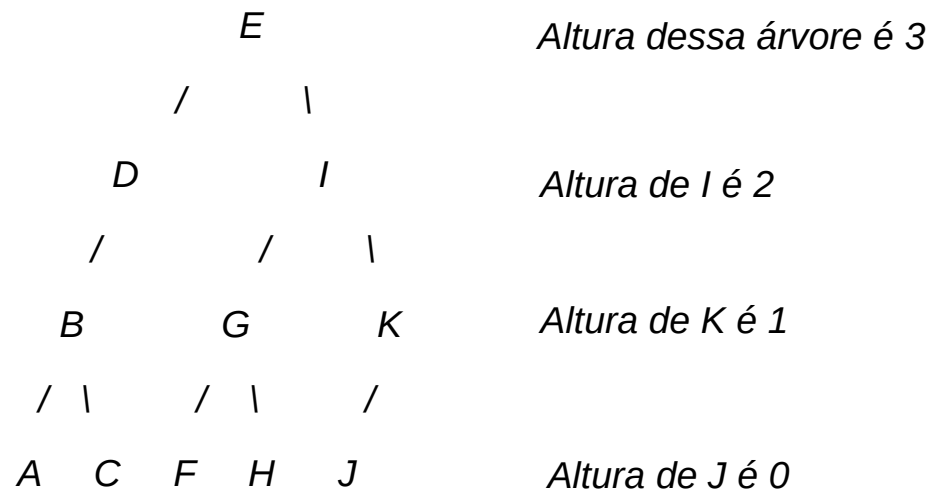 E Altura dessa árvore é 3
/ \
D I Altura de I é 2
/ / \
B G K Altura de K é 1
/ \ / \ /
A C F H J Altura de J é 0